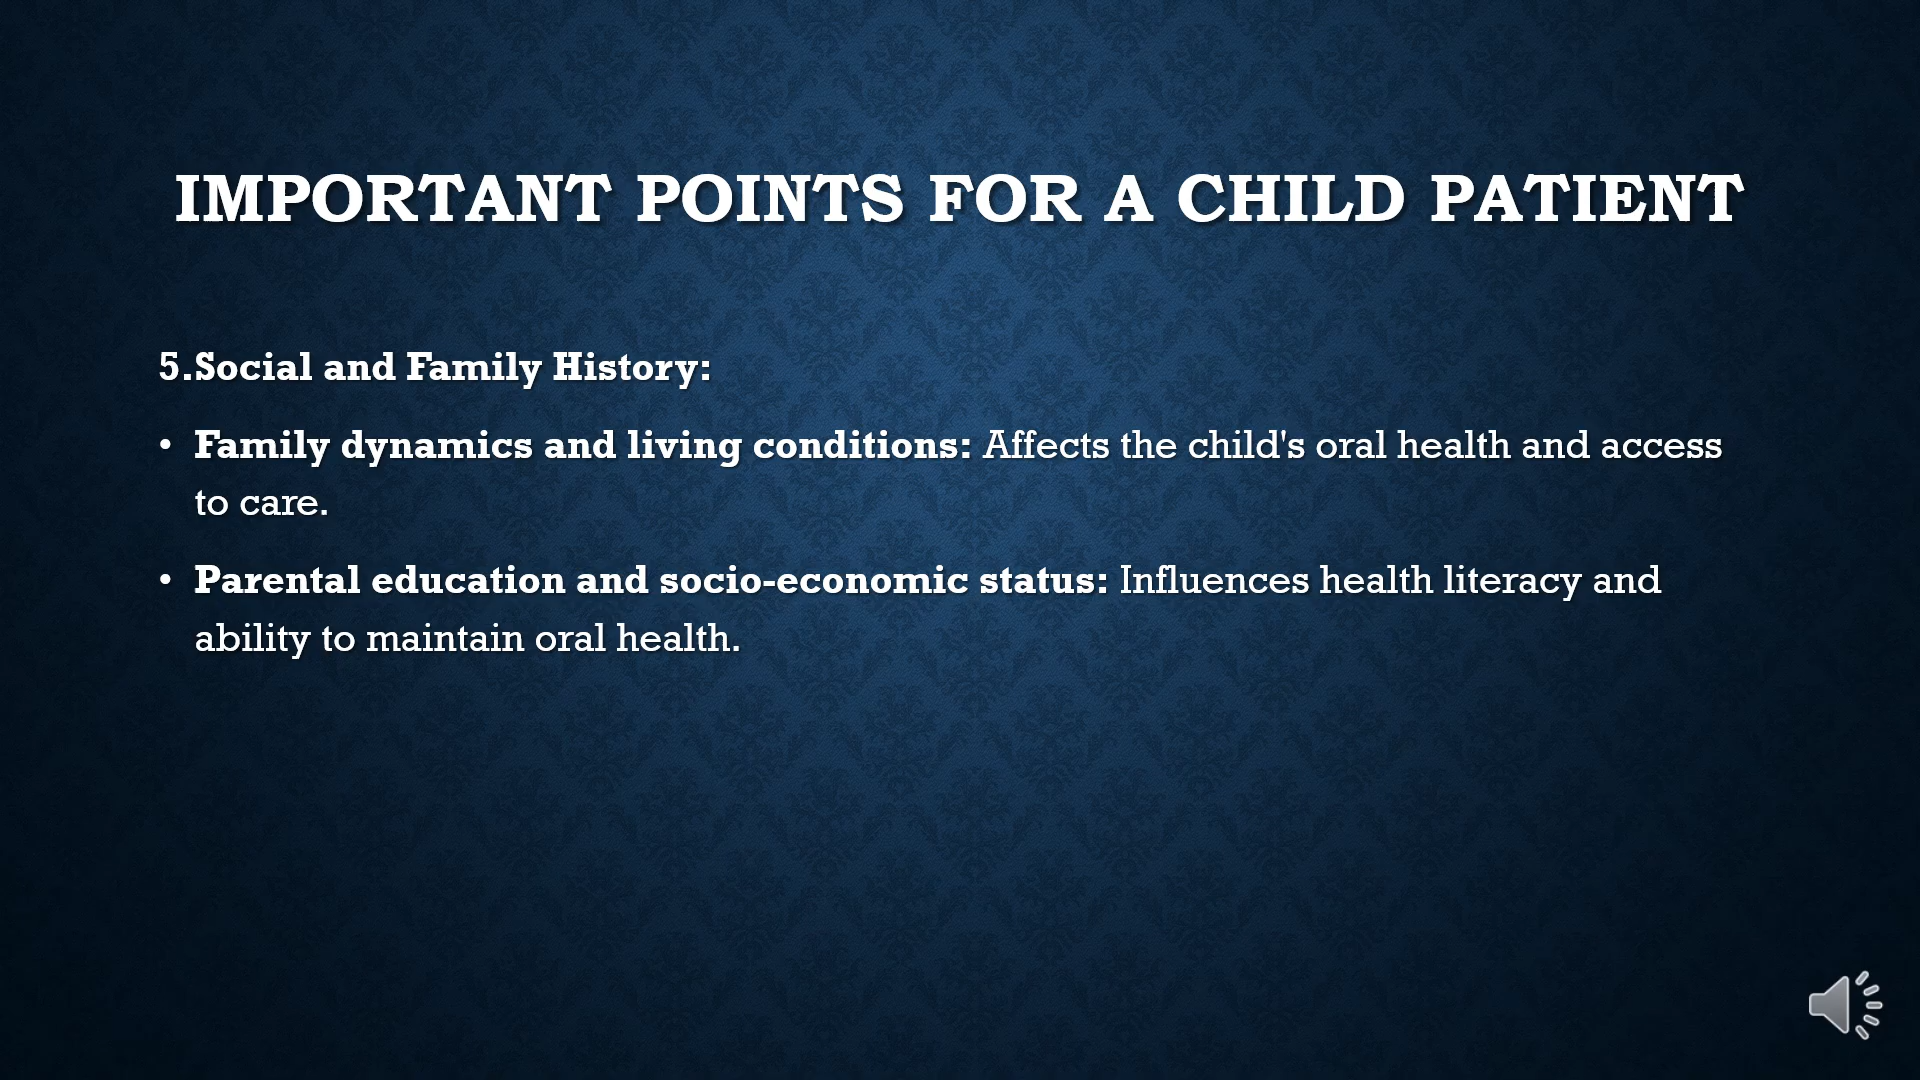 IMPORTANT POINTS FOR A CHILD PATIENT
5.Social and Family History:
• Family dynamics and living conditions: Affects the child's oral health and access
to care.
• Parental education and socio-economic status: Influences health literacy and
ability to maintain oral health.